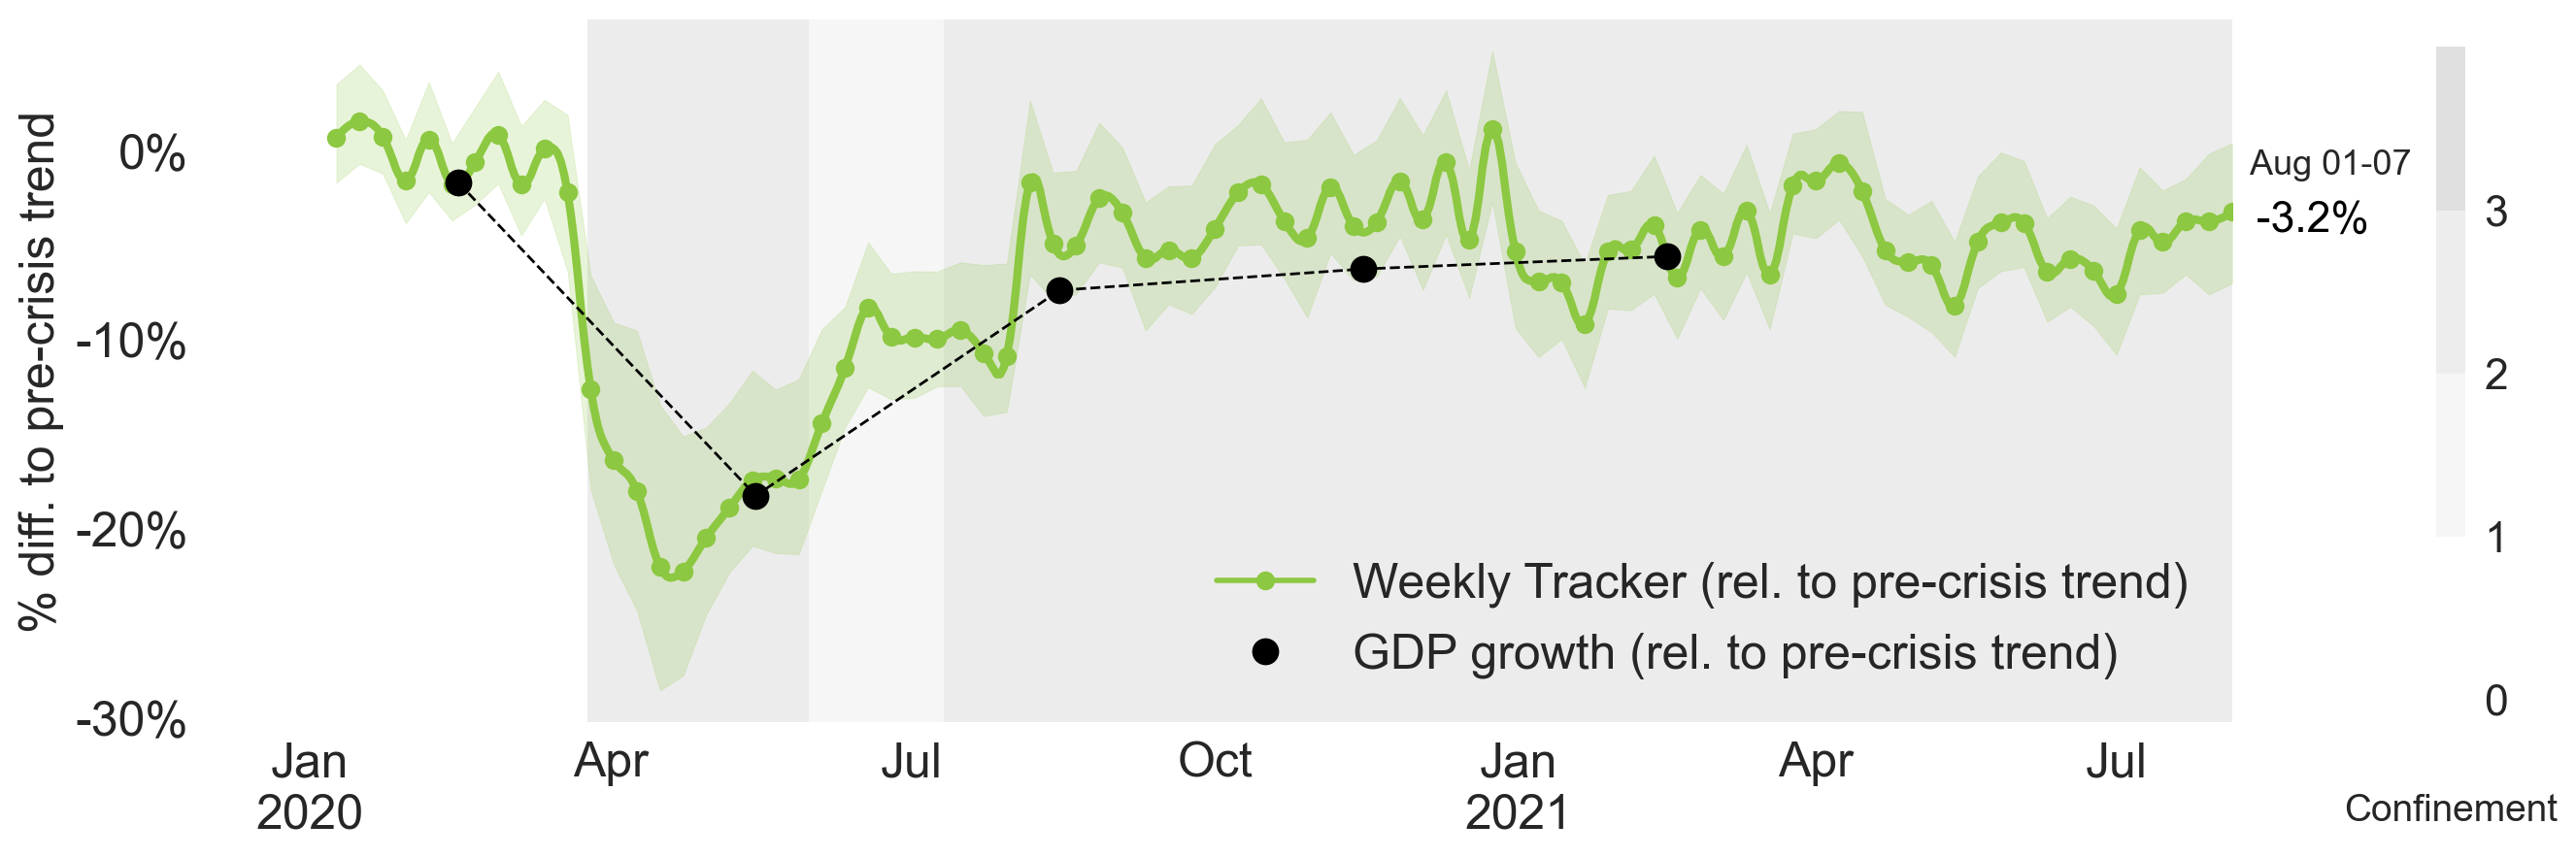 % diff. to pre-crisis trend
0%
-10%
-20%
-30%
Jan
2020
Apr
Jul
Oct
Jan
2021
Apr
Jul
Weekly Tracker (rel. to pre-crisis trend)
GDP growth (rel. to pre-crisis trend)
Aug 01-07
-3.2%
3
2
1
0
Confinement